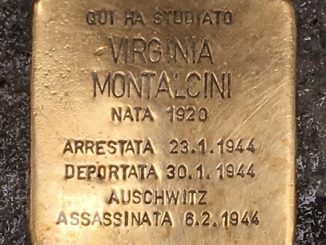 QUI HA STUDIATO
VIRGINIA
MONTALCINI
NATA 1920
ARRESTATA 23.1.1944
DEPORTATA 30.1.1944
AUSCHWITZ
ASSASSINATA 6.2.1944